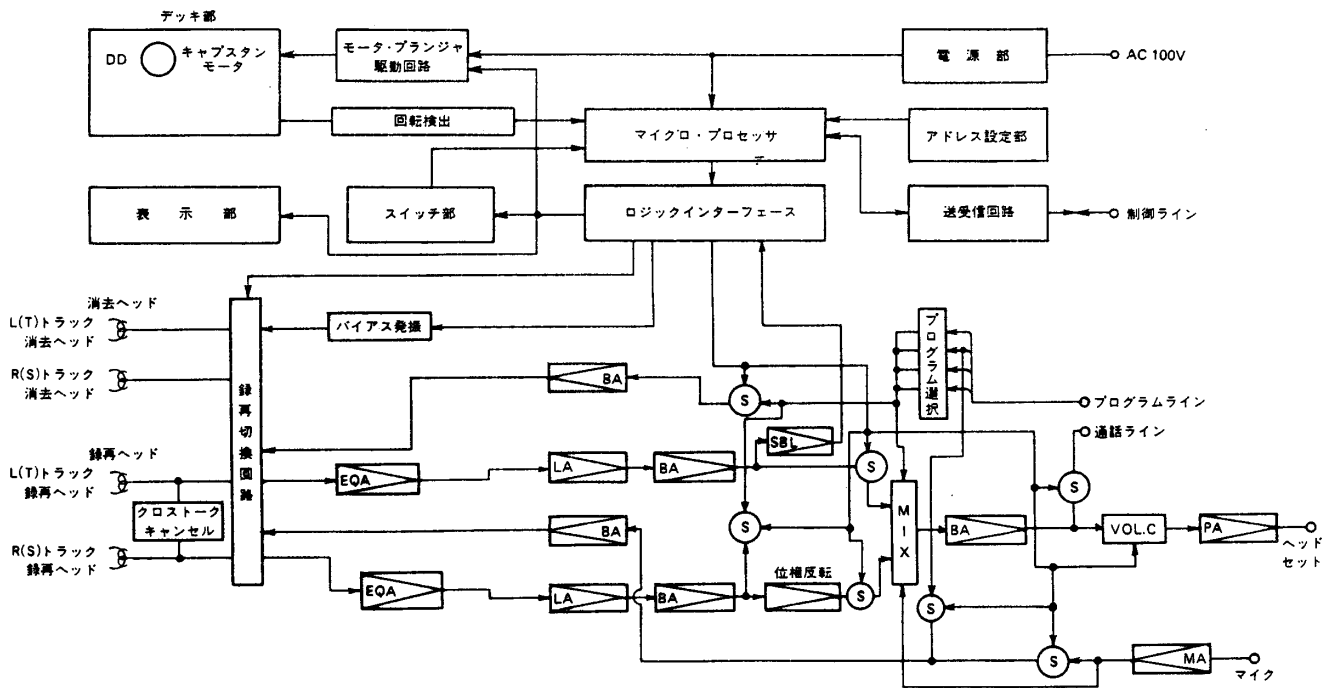 デッキ部
DD
キャプスタン
モータ
モータ・プランジャ
駆動回路
電源部
AC 100V
回転検出
マイクロ・プロセッサ
アドレス設定部
表示部
スイッチ部
ロジックインターフェース
送受信回路
制御ライン
消去ヘッド
L(T)トラック
消去ヘッド
バイアス発振
R(S)トラック
消去ヘッド
録再切換回路
BA
S
プログラム選択
プログラムライン
通話ライン
SBL
録再ヘッド
L(T)トラック
録再ヘッド
EQA
LA
BA
S
S
クロストーク
キャンセル
BA
S
MIX
BA
VOL.C
PA
ヘッド
セット
R(S)トラック
録再ヘッド
EQA
LA
BA
位相反転
S
S
S
MA
マイク